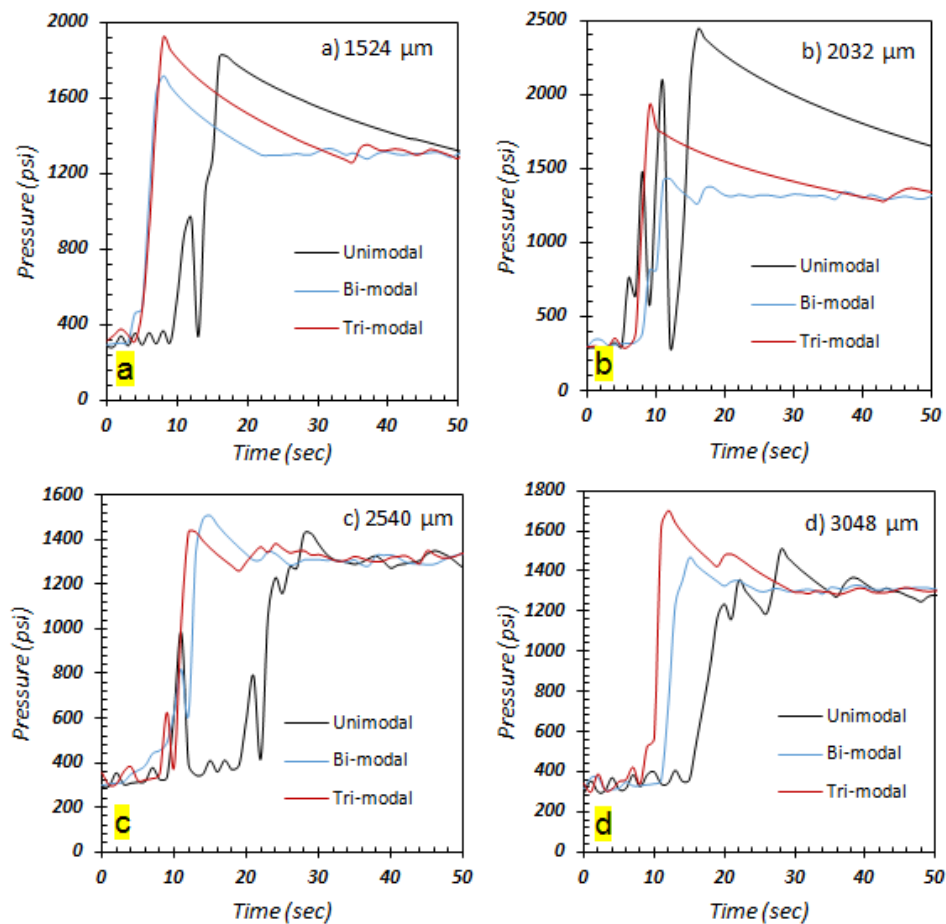 a) 1524 µm
Pressure (psi)
2000
1600
1200
800
400
0
Unimodal
Bi-modal
Tri-modal
a
0 10 20 30 40 50
Time (sec)
b) 2032 µm
Pressure (psi)
2500
2000
1500
1000
500
0
Unimodal
Bi-modal
Tri-modal
b
0 10 20 30 40 50
Time (sec)
c) 2540 µm
Pressure (psi)
1600
1400
1200
1000
800
600
400
200
0
Unimodal
Bi-modal
Tri-modal
c
0 10 20 30 40 50
Time (sec)
d) 3048 µm
Pressure (psi)
1800
1600
1400
1200
1000
800
600
400
200
0
Unimodal
Bi-modal
Tri-modal
d
0 10 20 30 40 50
Time (sec)